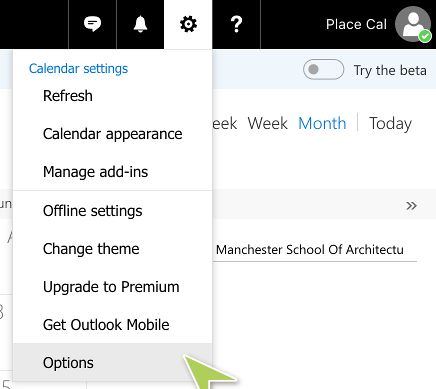 Place Cal
Calendar settings
Try the beta
Refresh
eek Week Month Today
Calendar appearance
Manage add-ins
un
Offline settings
A
Change theme
Manchester School Of Architectu
Upgrade to Premium
Get Outlook Mobile
Options